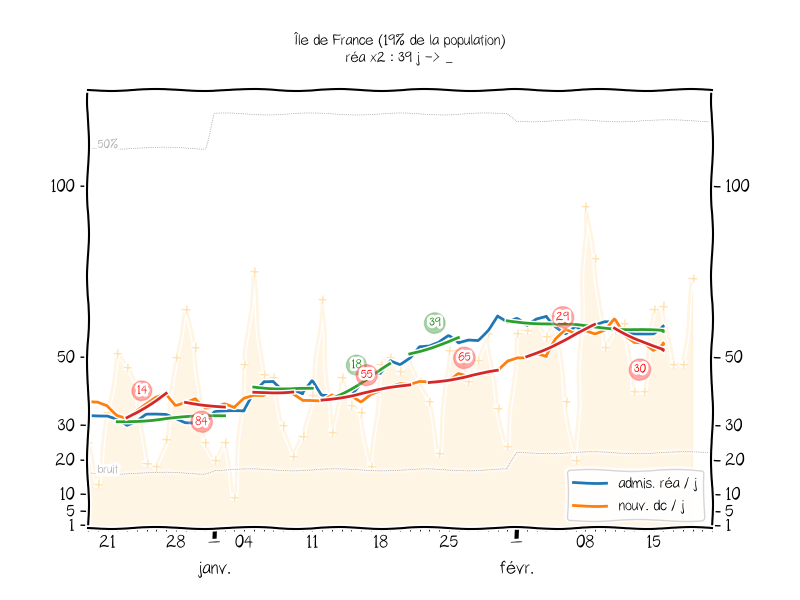 Île de France (19% de la population)
réa x2 : 39 j -> _
50%
100 100
39
29
18
50 50
55
65
14
30
84
30 30
20 20
bruit
admis. réa / j
10 10
nouv. dc / j
5 5
1 1
21 28 1 04 11 18 25 1 08 15
janv. févr.